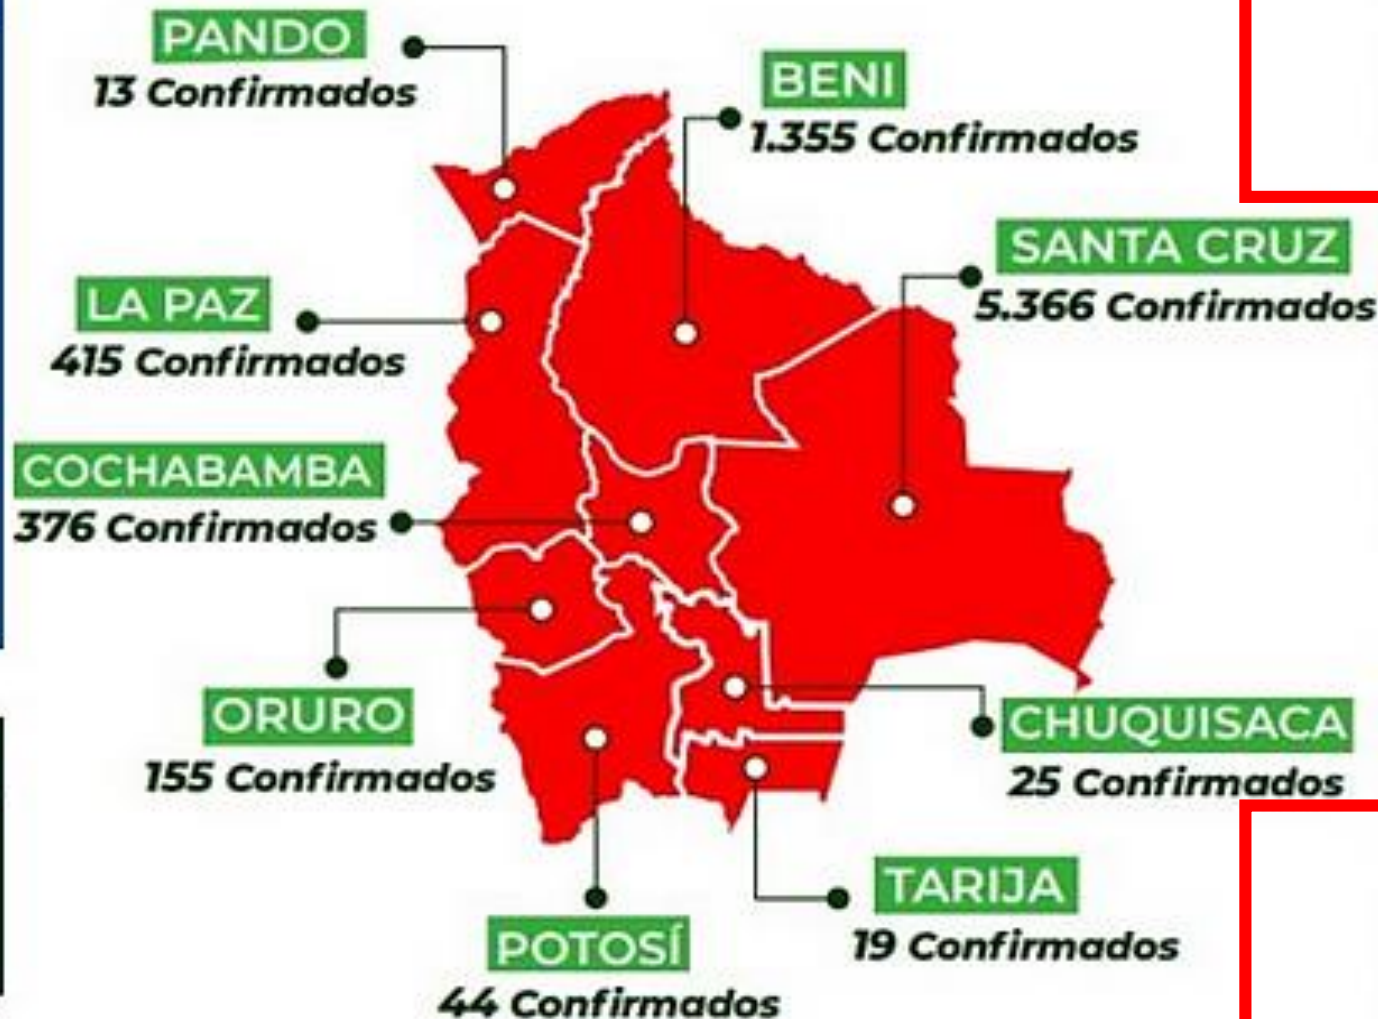 PANDO
13 Confirmados
BENI
1.355 Confirmados
SANTA CRUZ
5.366 Confirmados
LA PAZ
415 Confirmados
COCHABAMBA
376 Confirmados
ORURO
155 Confirmados
CHUQUISACA
25 Confirmados
TARIJA
19 Confirmados
POTOSÍ
44 Confirmados